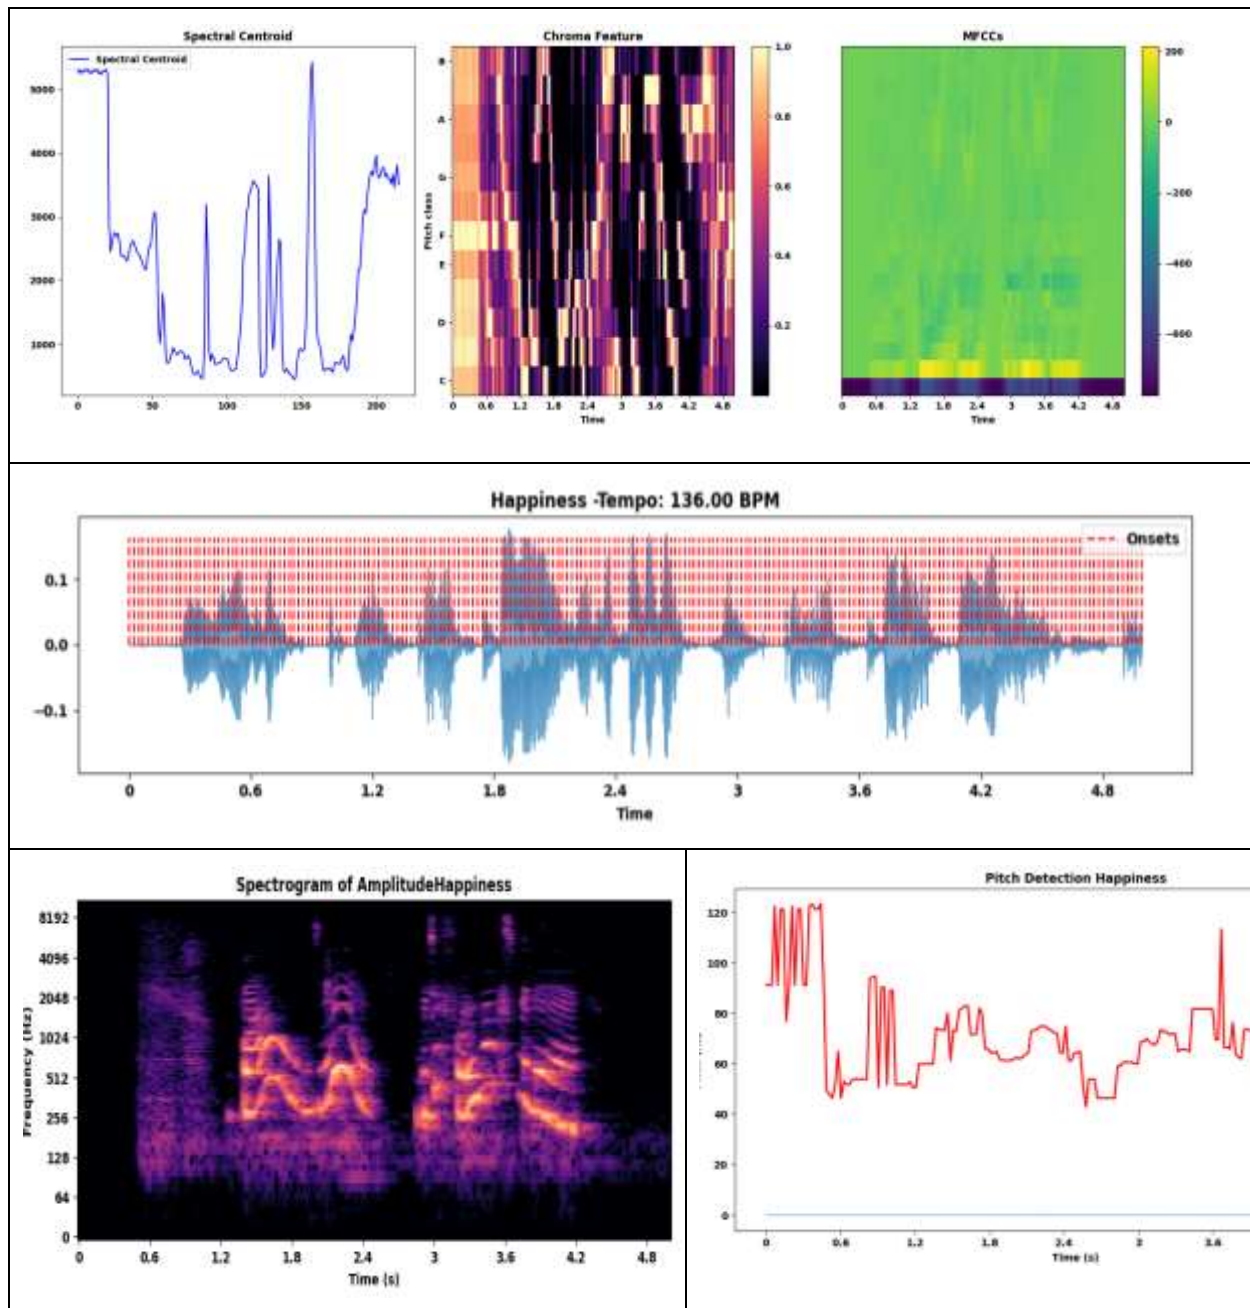 Spectral Centroid
Spectral Centroid
5000
4000
3000
2000
1000
0 50 100 150 200
Chroma Feature
Pitch class
B
A
G
F
E
D
C
0 0.6 1.2 1.8 2.4 3 3.6 4.2 4.8
Time
1.0
0.8
0.6
0.4
0.2
MFCCs
0 0.6 1.2 1.8 2.4 3 3.6 4.2 4.8
Time
200
0
−200
−400
−600
Happiness -Tempo: 136.00 BPM
Onsets
0.1
0.0
−0.1
0 0.6 1.2 1.8 2.4 3 3.6 4.2 4.8
Time
Spectrogram of AmplitudeHappiness
Frequency (Hz)
8192
4096
2048
1024
512
256
128
64
0
0 0.6 1.2 1.8 2.4 3 3.6 4.2 4.8
Time (s)
Pitch Detection Happiness
120
100
80
60
40
20
0
0 0.6 1.2 1.8 2.4 3 3.6
Time (s)